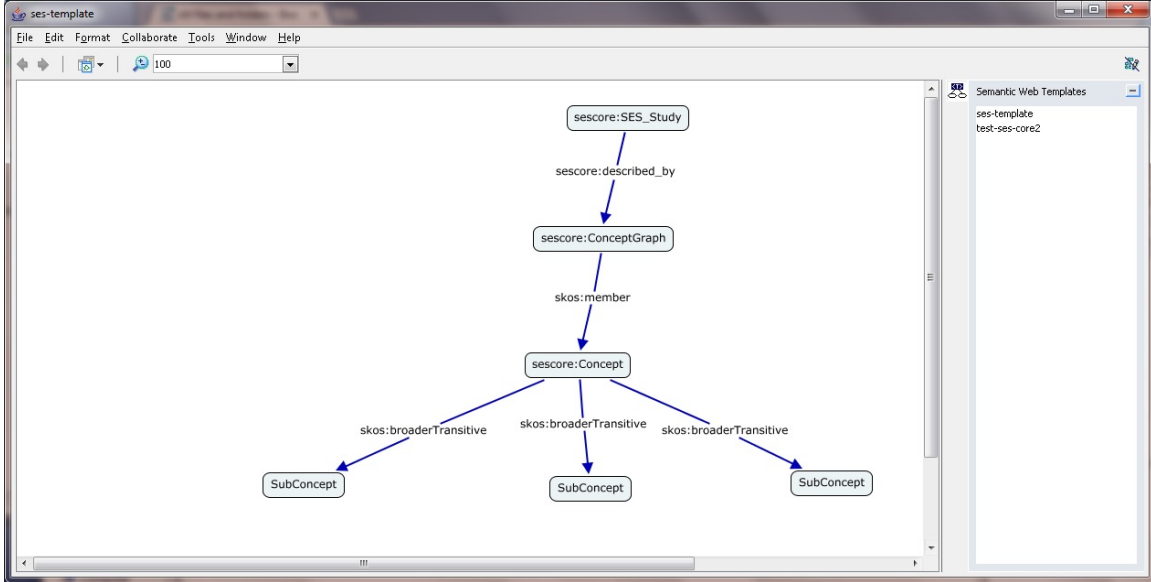 ses-template
File Edit Format Collaborate Tools Window Help
100
Semantic Web Templates
ses-template
test-ses-core2
sescore:SES_Study
sescore:described_by
sescore:ConceptGraph
skos:member
sescore:Concept
skos:broaderTransitive skos:broaderTransitive skos:broaderTransitive
SubConcept SubConcept SubConcept